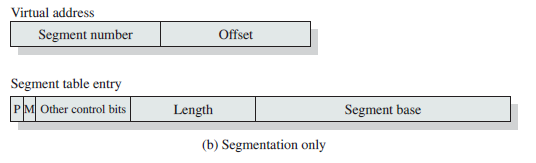 Virtual address
Segment number Offset
Segment table entry
P M Other control bits Length Segment base
(b) Segmentation only